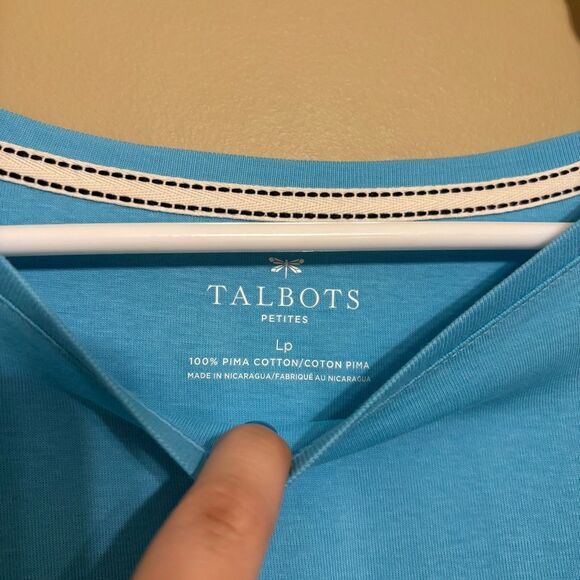 TALBOTS
PETITES
Lp
100% PIMA COTTON/COTON PIMA
MADE IN NICARAGUA/FABRIQUÉ AU NICARAGUA